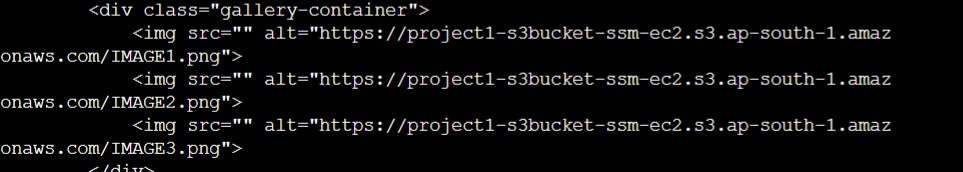 <div class="gallery-container">
<img src="" alt="https://project1-s3bucket-ssm-ec2.s3.ap-south-1.amaz
onaws.com/IMAGE1.png">
<img src="" alt="https://project1-s3bucket-ssm-ec2.s3.ap-south-1.amaz
onaws.com/IMAGE2.png">
<img src="" alt="https://project1-s3bucket-ssm-ec2.s3.ap-south-1.amaz
onaws.com/IMAGE3.png">
</div>